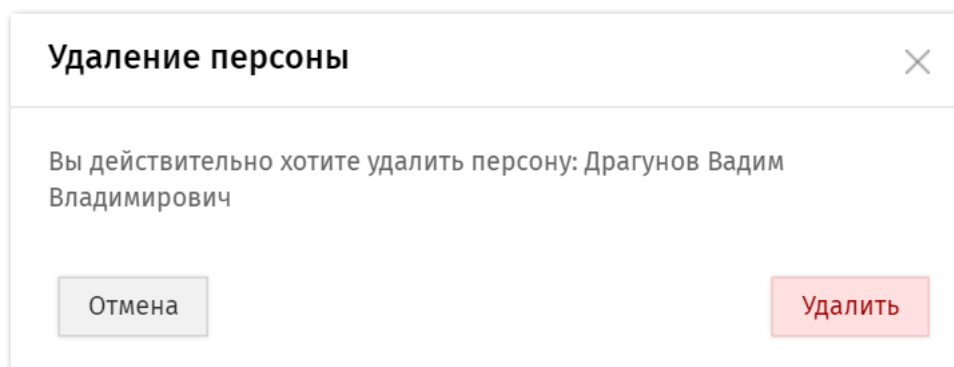 Удаление персоны
Вы действительно хотите удалить персону: Драгунов Вадим
Владимирович
Отмена
Удалить